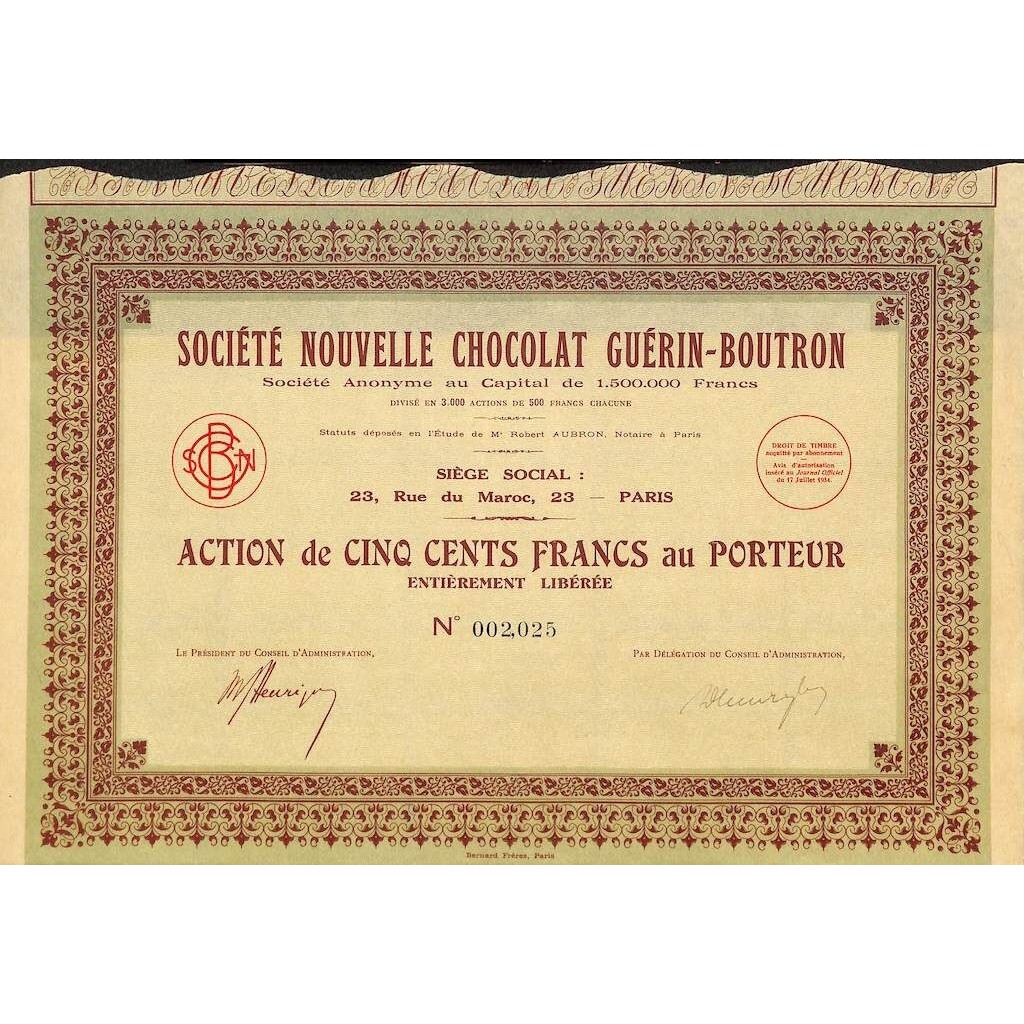 SOCIÉTÉ NOUVELLE CHOCOLAT GUÉRIN-BOUTRON
Société Anonyme au Capital de 1.500.000 Francs
DIVISÉ EN 3.000 ACTIONS DE 500 FRANCS CHACUNE
Statuts déposés en l'Étude de Mᵉ Robert AUBRON, Notaire à Paris
SIÈGE SOCIAL :
23, Rue du Maroc, 23 — PARIS
DROIT DE TIMBRE
acquitté par abonnement
Avis d'autorisation
inséré au Journal Officiel
du 17 Juillet 1934.
ACTION de CINQ CENTS FRANCS au PORTEUR
ENTIÈREMENT LIBÉRÉE
N° 002,025
LE PRÉSIDENT DU CONSEIL D'ADMINISTRATION,
PAR DÉLÉGATION DU CONSEIL D'ADMINISTRATION,
Bernard Frères, Paris